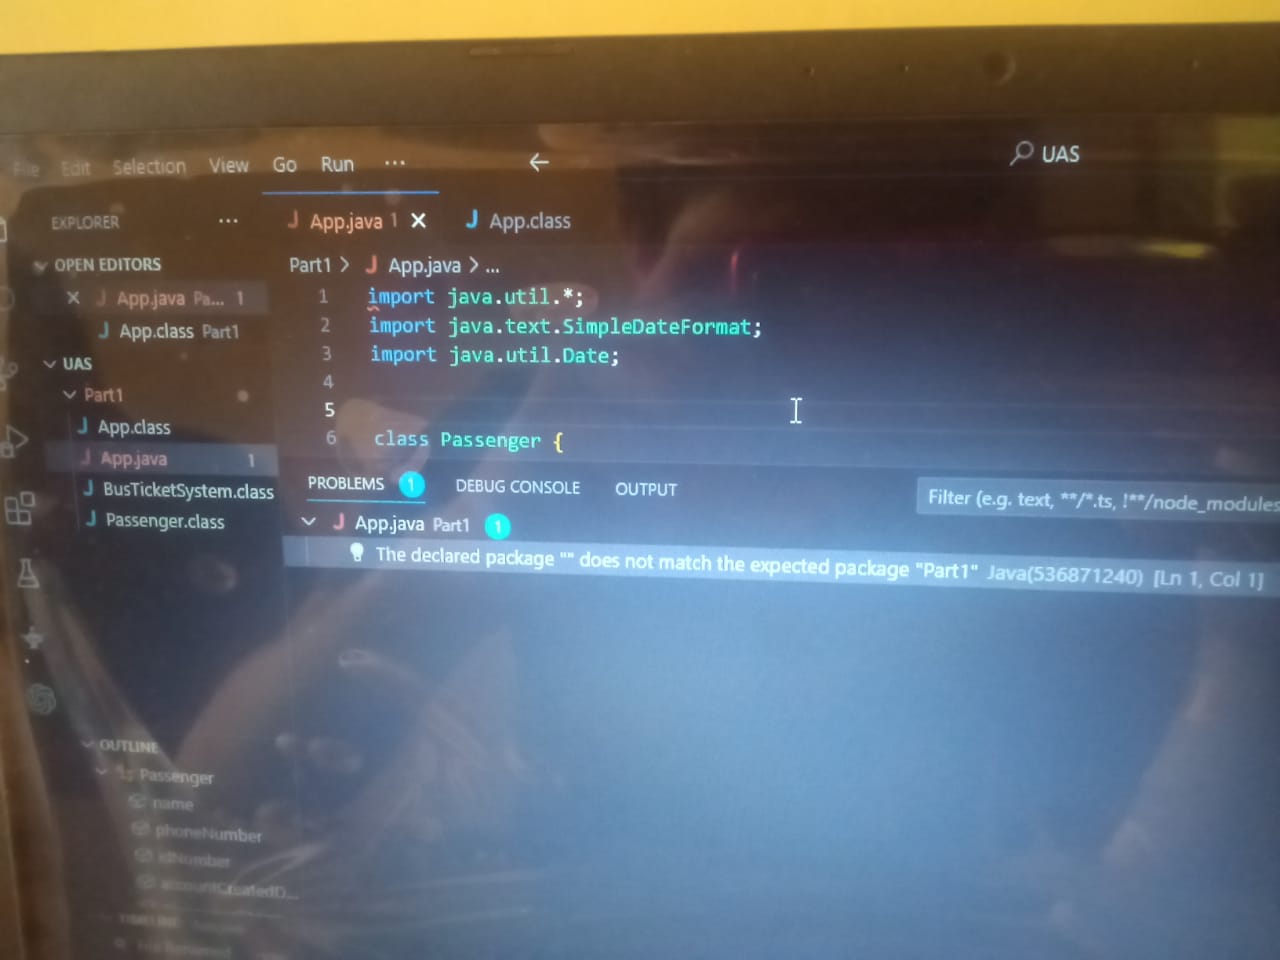 File Edit Selection View Go Run ...
UAS
EXPLORER ...
App.java 1
App.class
OPEN EDITORS
App.java Pa... 1
App.class Part1
UAS
Part1
App.class
App.java 1
BusTicketSystem.class
Passenger.class
Part1 > App.java > ...
1 import java.util.*;
2 import java.text.SimpleDateFormat;
3 import java.util.Date;
4
5
6 class Passenger {
PROBLEMS 1 DEBUG CONSOLE OUTPUT
Filter (e.g. text, **/*.ts, !**/node_modules
App.java Part1 1
The declared package "" does not match the expected package "Part1" Java(536871240) [Ln 1, Col 1]
OUTLINE
Passenger
name
phoneNumber
idNumber
accountCreatedD...
TIMELINE